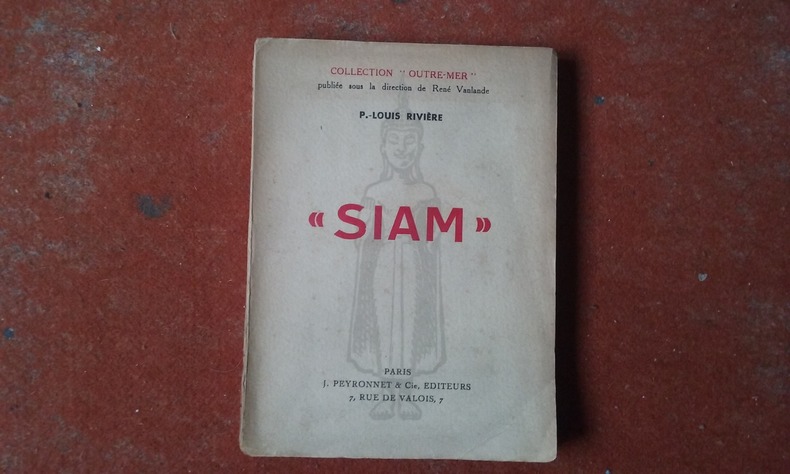 COLLECTION " OUTRE-MER "
publiée sous la direction de René Vanlande
P.-LOUIS RIVIÈRE
« SIAM »
PARIS
J. PEYRONNET & Cie, EDITEURS
7, RUE DE VALOIS, 7